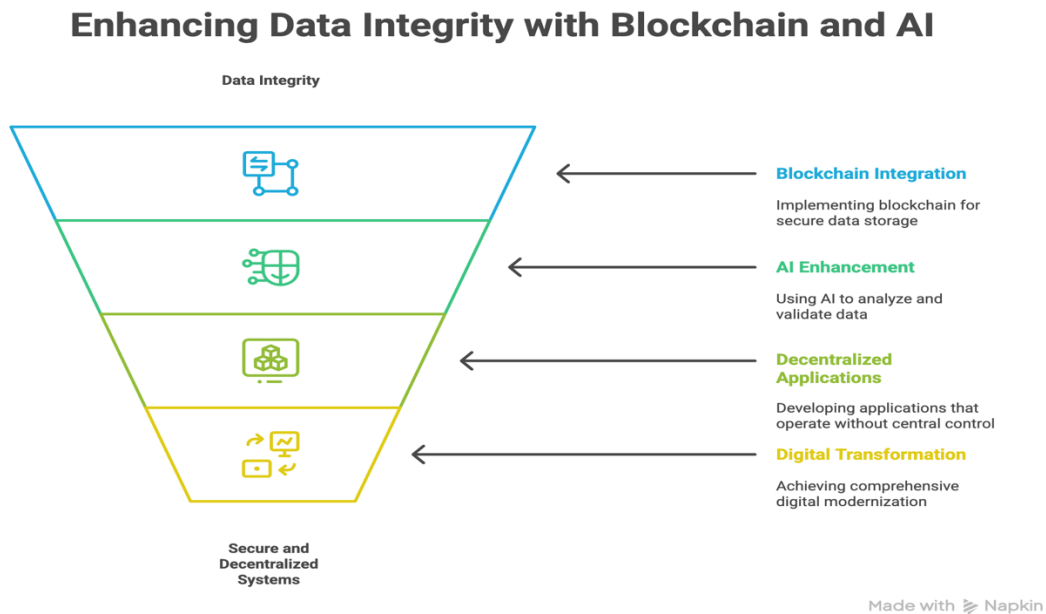 Enhancing Data Integrity with Blockchain and AI
Data Integrity
Blockchain Integration
Implementing blockchain for
secure data storage
AI Enhancement
Using AI to analyze and
validate data
Decentralized
Applications
Developing applications that
operate without central control
Digital Transformation
Achieving comprehensive
digital modernization
Secure and
Decentralized
Systems
Made with Napkin